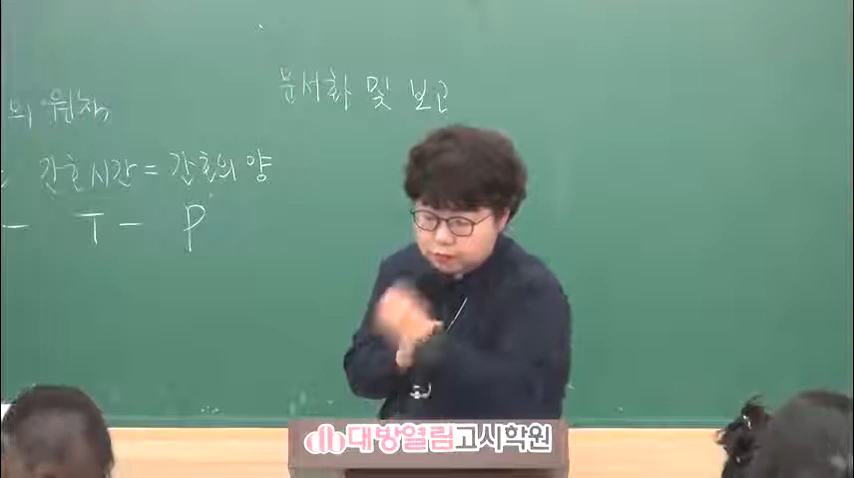 문서화 및 보고
의 원칙
간호시간 = 간호의 양
- T - P
대방열림고시학원